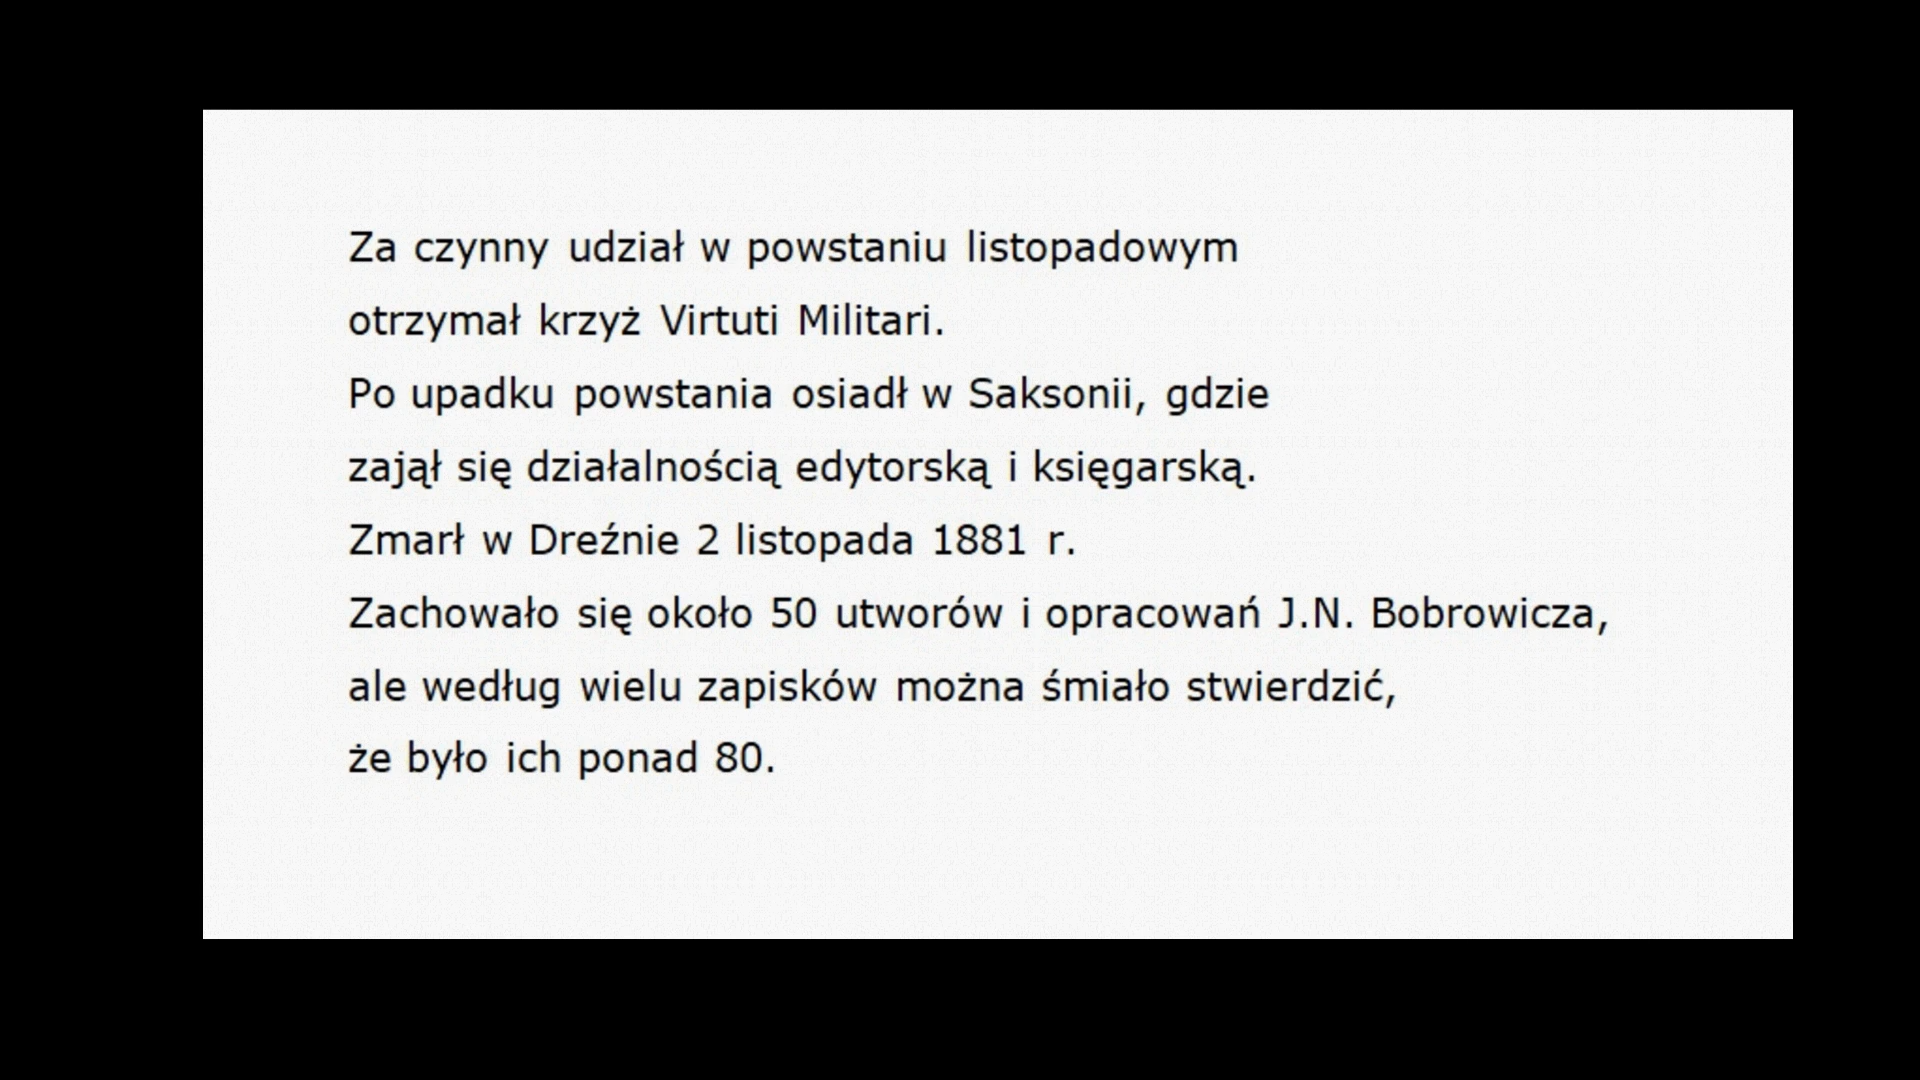 Za czynny udział w powstaniu listopadowym
otrzymał krzyż Virtuti Militari.
Po upadku powstania osiadł w Saksonii, gdzie
zajął się działalnością edytorską i księgarską.
Zmarł w Dreźnie 2 listopada 1881 r.
Zachowało się około 50 utworów i opracowań J.N. Bobrowicza,
ale według wielu zapisków można śmiało stwierdzić,
że było ich ponad 80.